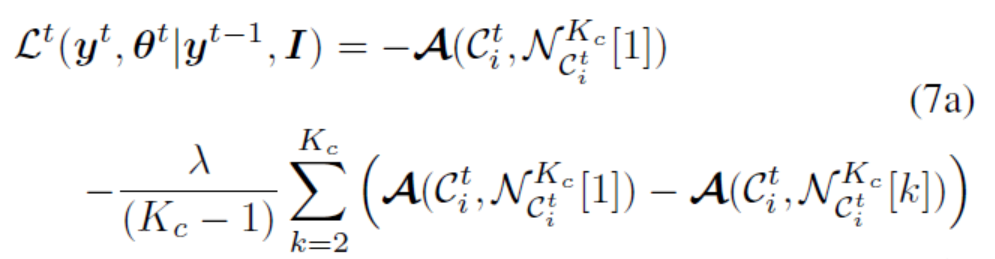 $\mathcal{L}^t(\boldsymbol{y}^t, \boldsymbol{\theta}^t | \boldsymbol{y}^{t-1}, \boldsymbol{I}) = -\boldsymbol{\mathcal{A}}(\mathcal{C}_i^t, \mathcal{N}_{\mathcal{C}_i^t}^{K_c}[1])$
(7a)
$-\frac{\lambda}{(K_c - 1)} \sum_{k=2}^{K_c} \left( \boldsymbol{\mathcal{A}}(\mathcal{C}_i^t, \mathcal{N}_{\mathcal{C}_i^t}^{K_c}[1]) - \boldsymbol{\mathcal{A}}(\mathcal{C}_i^t, \mathcal{N}_{\mathcal{C}_i^t}^{K_c}[k]) \right)$